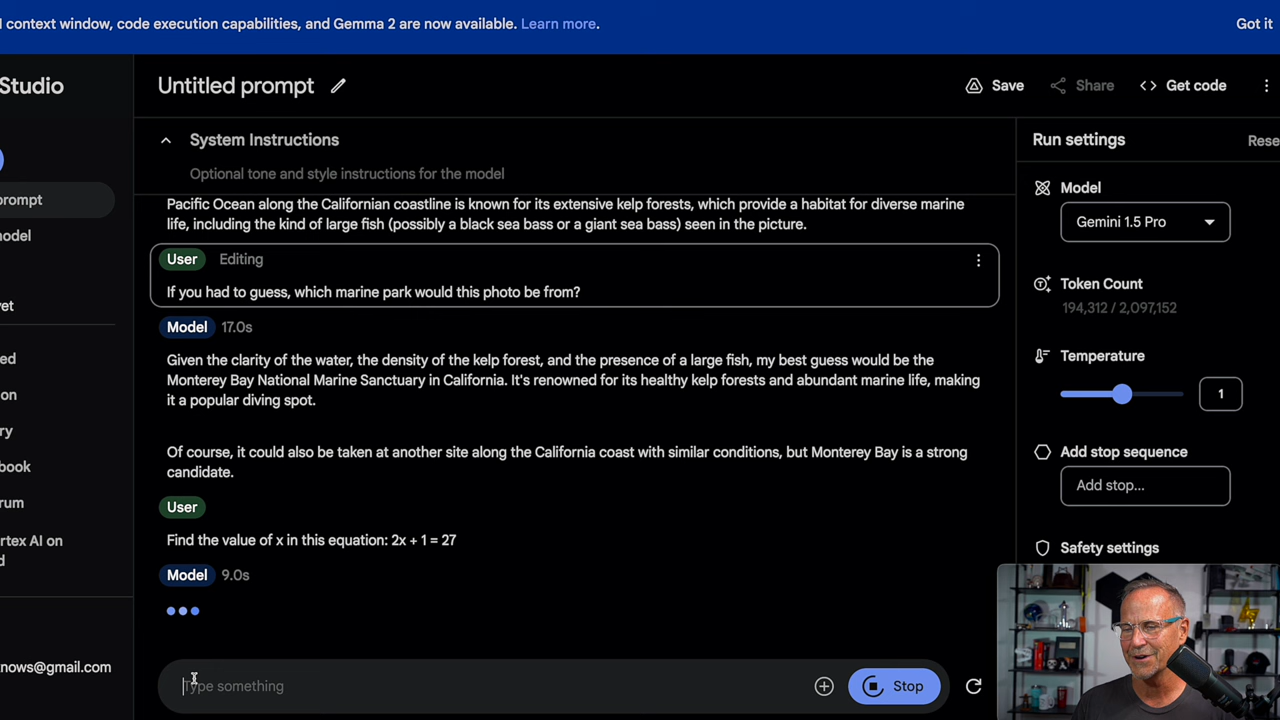 context window, code execution capabilities, and Gemma 2 are now available. Learn more.
Got it
Studio
Untitled prompt
Save
Share
Get code
System Instructions
Optional tone and style instructions for the model
Run settings
Rese
prompt
model
vet
ed
on
ry
book
rum
rtex AI on
d
nows@gmail.com
Pacific Ocean along the Californian coastline is known for its extensive kelp forests, which provide a habitat for diverse marine
life, including the kind of large fish (possibly a black sea bass or a giant sea bass) seen in the picture.
User Editing
If you had to guess, which marine park would this photo be from?
Model 17.0s
Given the clarity of the water, the density of the kelp forest, and the presence of a large fish, my best guess would be the
Monterey Bay National Marine Sanctuary in California. It's renowned for its healthy kelp forests and abundant marine life, making
it a popular diving spot.
Of course, it could also be taken at another site along the California coast with similar conditions, but Monterey Bay is a strong
candidate.
User
Find the value of x in this equation: 2x + 1 = 27
Model 9.0s
Type something
Stop
Model
Gemini 1.5 Pro
Token Count
194,312 / 2,097,152
Temperature
1
Add stop sequence
Add stop...
Safety settings